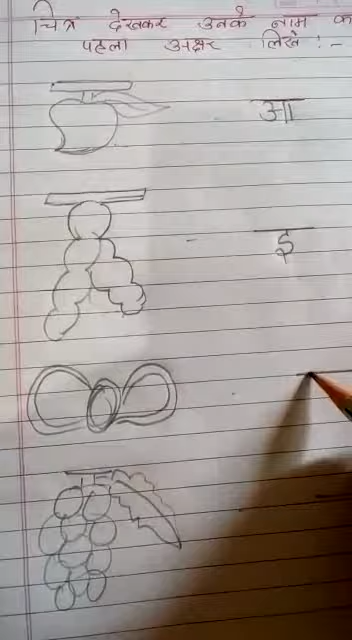 चित्र देखकर उनके नाम का
पहला अक्षर लिखें :-
आ
इ